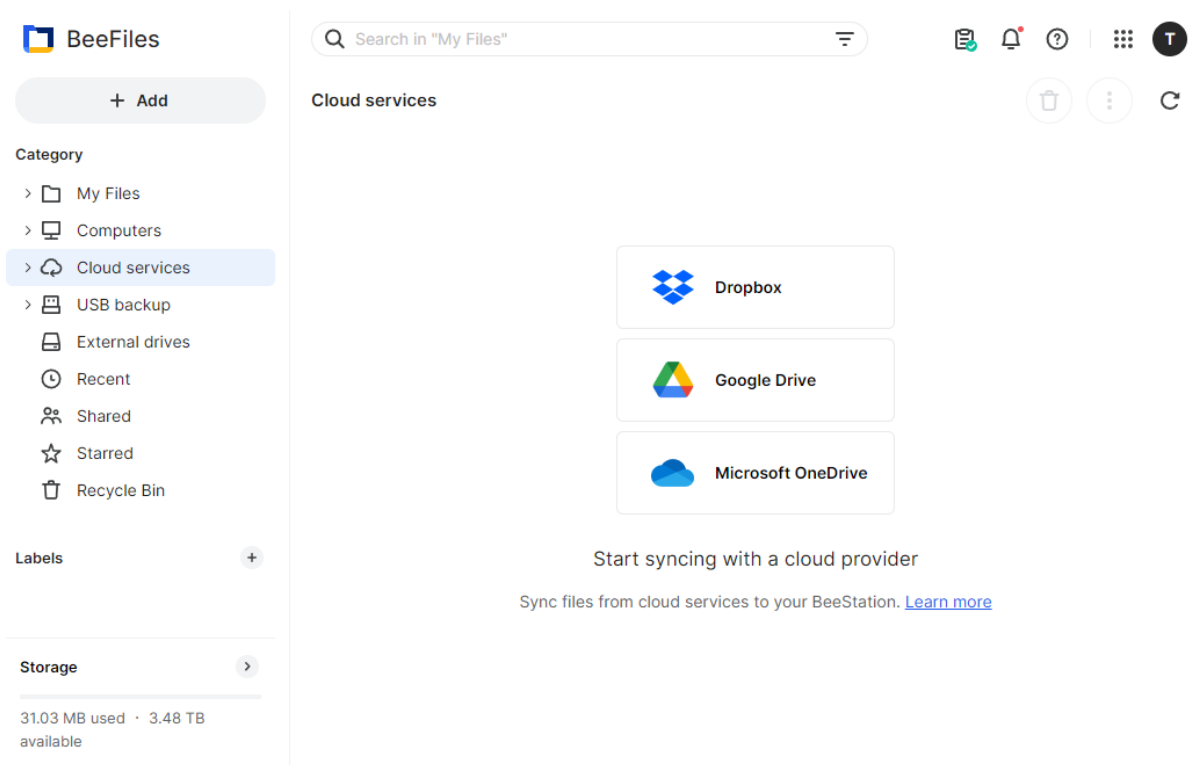 BeeFiles
Search in "My Files"
T
+ Add
Cloud services
Category
My Files
Computers
Cloud services
USB backup
External drives
Recent
Shared
Starred
Recycle Bin
Dropbox
Google Drive
Microsoft OneDrive
Start syncing with a cloud provider
Sync files from cloud services to your BeeStation. Learn more
Labels
Storage
31.03 MB used · 3.48 TB
available